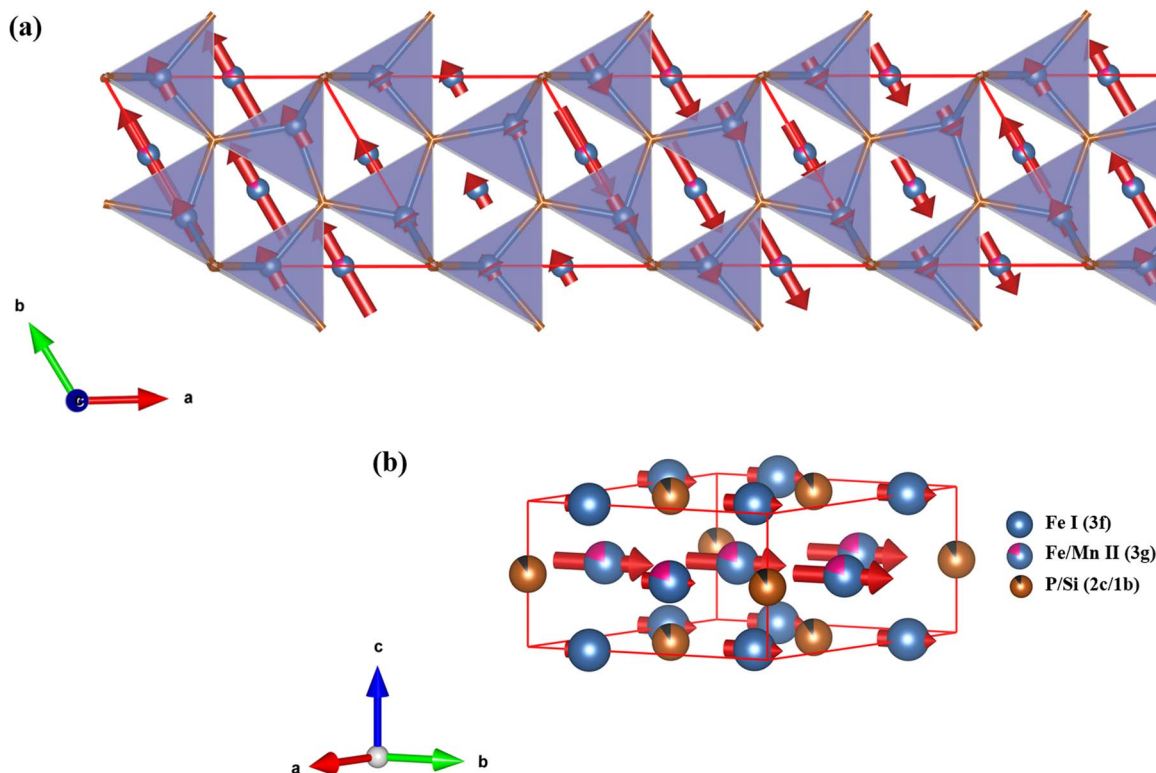 (a)
b
c
a
(b)
Fe I (3f)
Fe/Mn II (3g)
P/Si (2c/1b)
c
a
b